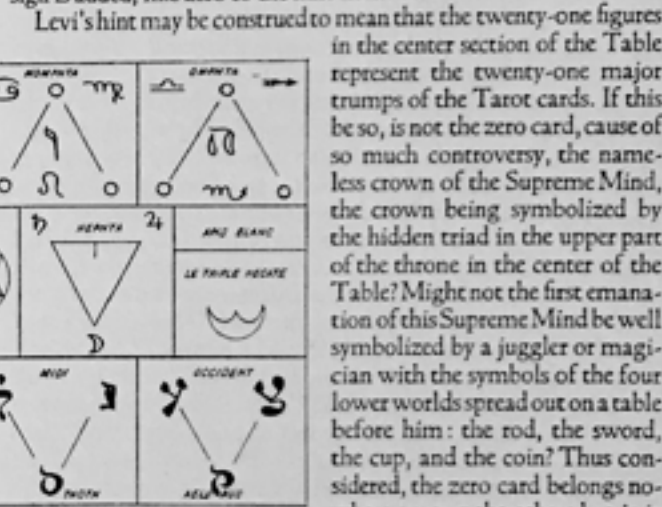 Levi's hint may be construed to mean that the twenty-one figures
in the center section of the Table
represent the twenty-one major
trumps of the Tarot cards. If this
be so, is not the zero card, cause of
so much controversy, the name-
less crown of the Supreme Mind,
the crown being symbolized by
the hidden triad in the upper part
of the throne in the center of the
Table? Might not the first emana-
tion of this Supreme Mind be well
symbolized by a juggler or magi-
cian with the symbols of the four
lower worlds spread out on a table
before him: the rod, the sword,
the cup, and the coin? Thus con-
sidered, the zero card belongs no-
♍
♎ ♐
♌
♏
♄ ♃
LE TRIPLE HECATE
MIDI
OCCIDENT
THOTH